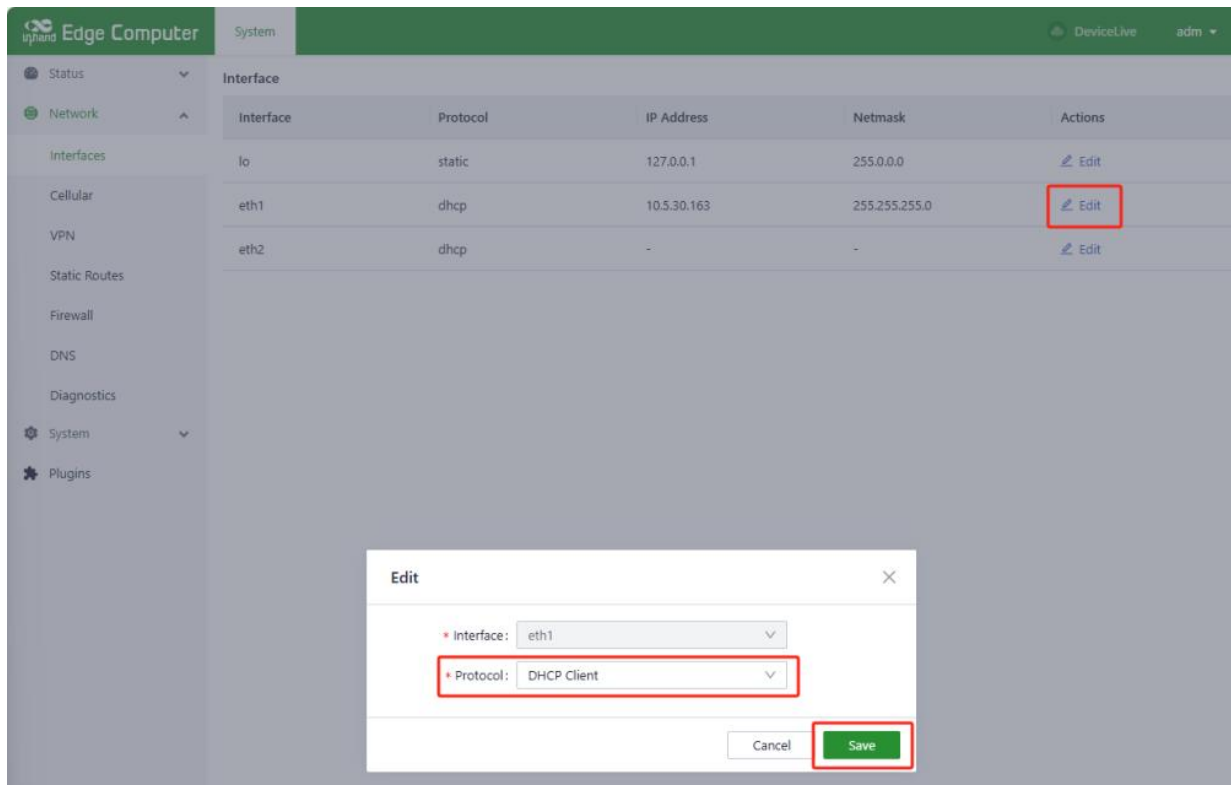 inhand Edge Computer System DeviceLive adm
Status
Network
Interfaces
Cellular
VPN
Static Routes
Firewall
DNS
Diagnostics
System
Plugins
Interface
Interface Protocol IP Address Netmask Actions
lo static 127.0.0.1 255.0.0.0 Edit
eth1 dhcp 10.5.30.163 255.255.255.0 Edit
eth2 dhcp - - Edit
Edit
* Interface: eth1
* Protocol: DHCP Client
Cancel Save